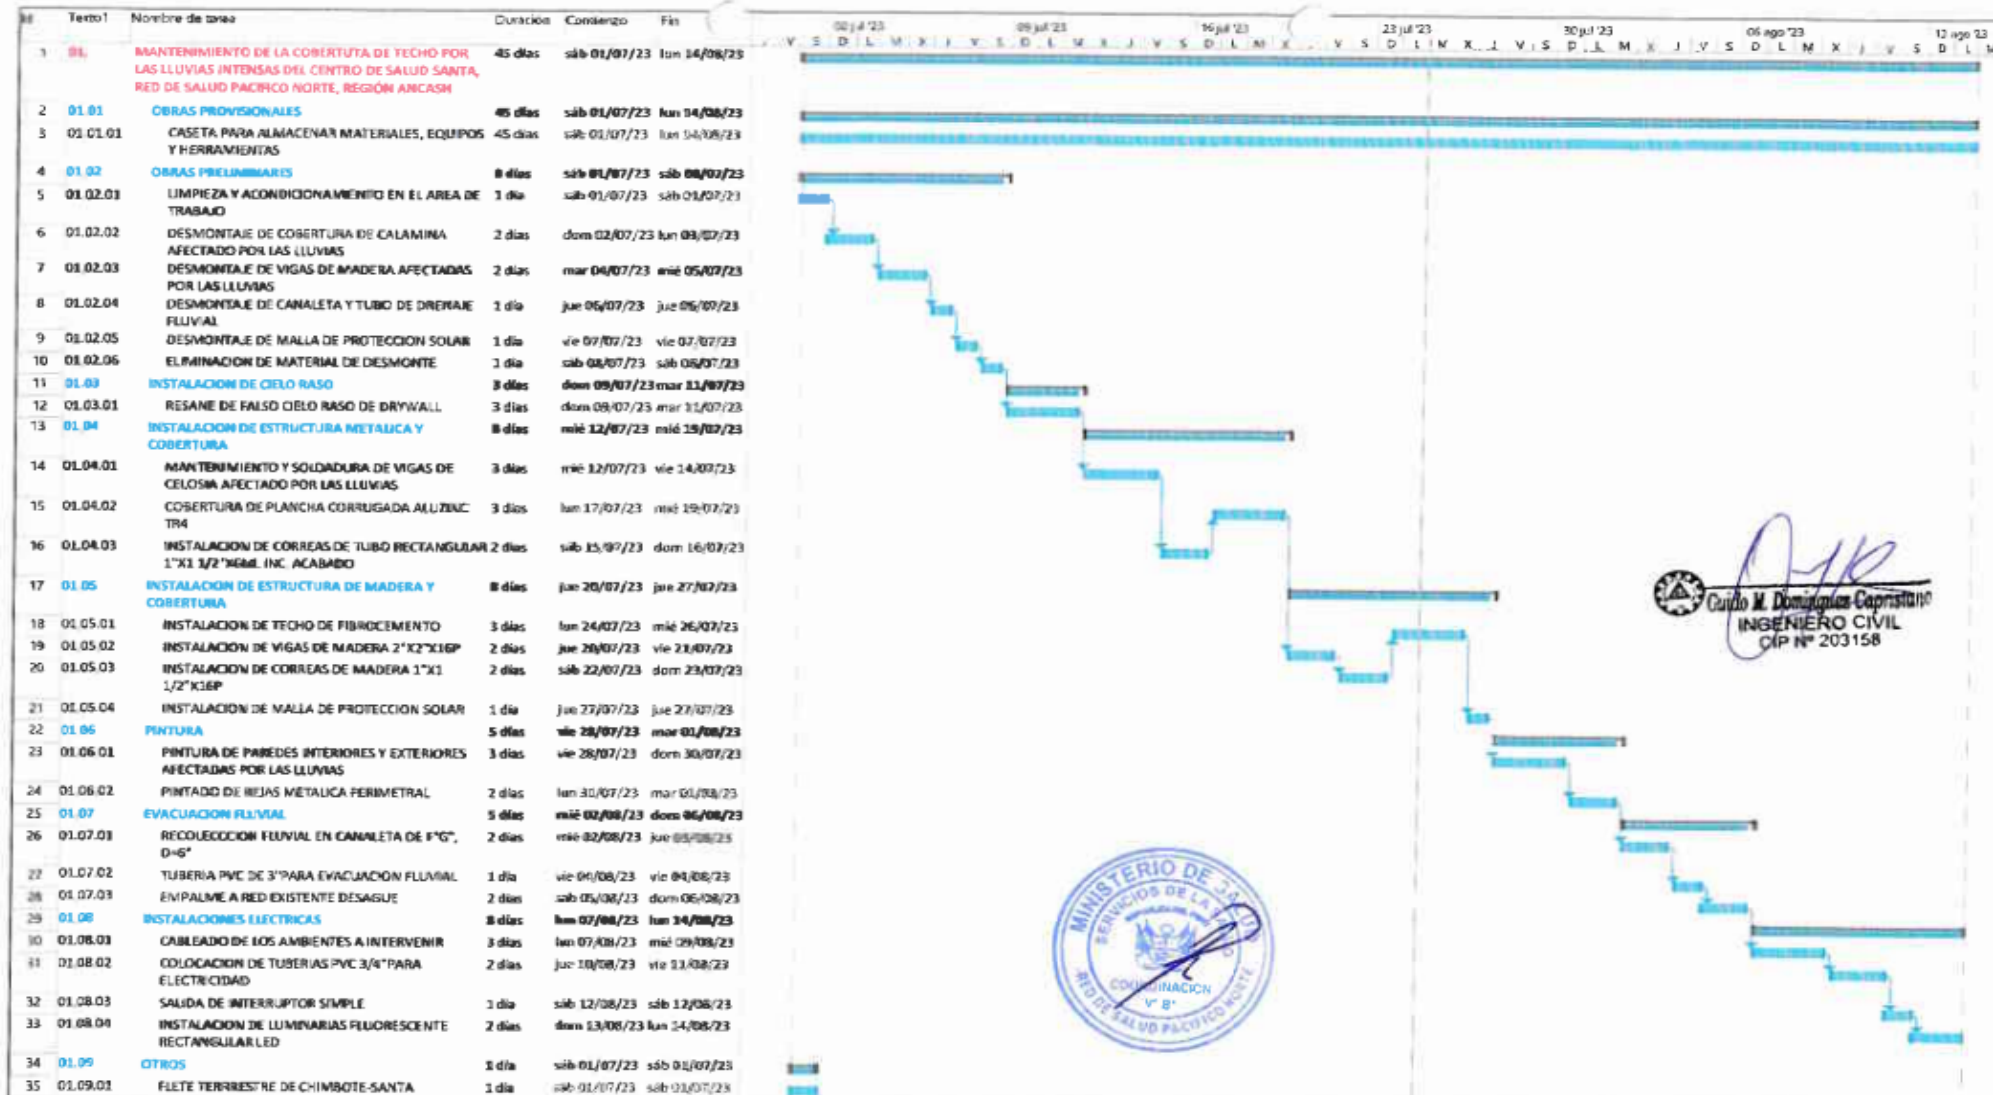 Texto1 Nombre de tarea Duración Comienzo Fin
02 jul '23 09 jul '23 16 jul '23 23 jul '23 30 jul '23 06 ago '23 13 ago '23
1 01. MANTENIMIENTO DE LA COBERTUTA DE TECHO POR 45 días sáb 01/07/23 lun 14/08/23
LAS LLUVIAS INTENSAS DEL CENTRO DE SALUD SANTA,
RED DE SALUD PACIFICO NORTE, REGIÓN ANCASH
2 01.01 OBRAS PROVISIONALES 45 días sáb 01/07/23 lun 14/08/23
3 01.01.01 CASETA PARA ALMACENAR MATERIALES, EQUIPOS 45 días sáb 01/07/23 lun 14/08/23
Y HERRAMIENTAS
4 01.02 OBRAS PRELIMINARES 8 días sáb 01/07/23 sáb 08/07/23
5 01.02.01 LIMPIEZA Y ACONDICIONAMIENTO EN EL AREA DE 1 día sáb 01/07/23 sáb 01/07/23
TRABAJO
6 01.02.02 DESMONTAJE DE COBERTURA DE CALAMINA 2 días dom 02/07/23 lun 03/07/23
AFECTADO POR LAS LLUVIAS
7 01.02.03 DESMONTAJE DE VIGAS DE MADERA AFECTADAS 2 días mar 04/07/23 mié 05/07/23
POR LAS LLUVIAS
8 01.02.04 DESMONTAJE DE CANALETA Y TUBO DE DRENAJE 1 día jue 06/07/23 jue 06/07/23
FLUVIAL
9 01.02.05 DESMONTAJE DE MALLA DE PROTECCION SOLAR 1 día vie 07/07/23 vie 07/07/23
10 01.02.06 ELIMINACION DE MATERIAL DE DESMONTE 1 día sáb 08/07/23 sáb 08/07/23
11 01.03 INSTALACION DE CIELO RASO 3 días dom 09/07/23 mar 11/07/23
12 01.03.01 RESANE DE FALSO CIELO RASO DE DRYWALL 3 días dom 09/07/23 mar 11/07/23
13 01.04 INSTALACION DE ESTRUCTURA METALICA Y 8 días mié 12/07/23 mié 19/07/23
COBERTURA
14 01.04.01 MANTENIMIENTO Y SOLDADURA DE VIGAS DE 3 días mié 12/07/23 vie 14/07/23
CELOSIA AFECTADO POR LAS LLUVIAS
15 01.04.02 COBERTURA DE PLANCHA CORRUGADA ALUZINC 3 días lun 17/07/23 mié 19/07/23
TR4
16 01.04.03 INSTALACION DE CORREAS DE TUBO RECTANGULAR 2 días sáb 15/07/23 dom 16/07/23
1"X1 1/2" INC. ACABADO
17 01.05 INSTALACION DE ESTRUCTURA DE MADERA Y 8 días jue 20/07/23 jue 27/07/23
COBERTURA
18 01.05.01 INSTALACION DE TECHO DE FIBROCEMENTO 3 días lun 24/07/23 mié 26/07/23
19 01.05.02 INSTALACION DE VIGAS DE MADERA 2"X2"X16P 2 días jue 20/07/23 vie 21/07/23
20 01.05.03 INSTALACION DE CORREAS DE MADERA 1"X1 2 días sáb 22/07/23 dom 23/07/23
1/2"X16P
21 01.05.04 INSTALACION DE MALLA DE PROTECCION SOLAR 1 día jue 27/07/23 jue 27/07/23
22 01.06 PINTURA 5 días vie 28/07/23 mar 01/08/23
23 01.06.01 PINTURA DE PAREDES INTERIORES Y EXTERIORES 3 días vie 28/07/23 dom 30/07/23
AFECTADAS POR LAS LLUVIAS
24 01.06.02 PINTADO DE REJAS METALICA PERIMETRAL 2 días lun 31/07/23 mar 01/08/23
25 01.07 EVACUACION FLUVIAL 5 días mié 02/08/23 dom 06/08/23
26 01.07.01 RECOLECCCION FLUVIAL EN CANALETA DE F"G", 2 días mié 02/08/23 jue 03/08/23
D=6"
27 01.07.02 TUBERIA PVC DE 3"PARA EVACUACION FLUVIAL 1 día vie 04/08/23 vie 04/08/23
28 01.07.03 EMPALME A RED EXISTENTE DESAGUE 2 días sáb 05/08/23 dom 06/08/23
29 01.08 INSTALACIONES ELECTRICAS 8 días lun 07/08/23 lun 14/08/23
30 01.08.01 CABLEADO DE LOS AMBIENTES A INTERVENIR 3 días lun 07/08/23 mié 09/08/23
31 01.08.02 COLOCACION DE TUBERIAS PVC 3/4"PARA 2 días jue 10/08/23 vie 11/08/23
ELECTRICIDAD
32 01.08.03 SALIDA DE INTERRUPTOR SIMPLE 1 día sáb 12/08/23 sáb 12/08/23
33 01.08.04 INSTALACION DE LUMINARIAS FLUORESCENTE 2 días dom 13/08/23 lun 14/08/23
RECTANGULAR LED
34 01.09 OTROS 1 día sáb 01/07/23 sáb 01/07/23
35 01.09.01 FLETE TERRRESTRE DE CHIMBOTE-SANTA 1 día sáb 01/07/23 sáb 01/07/23
Guido M. Dominguez Capristano
INGENIERO CIVIL
CIP N° 203158
MINISTERIO DE SALUD
SERVICIOS DE LA
COORDINACION
V° B°
RED DE SALUD PACIFICO NORTE